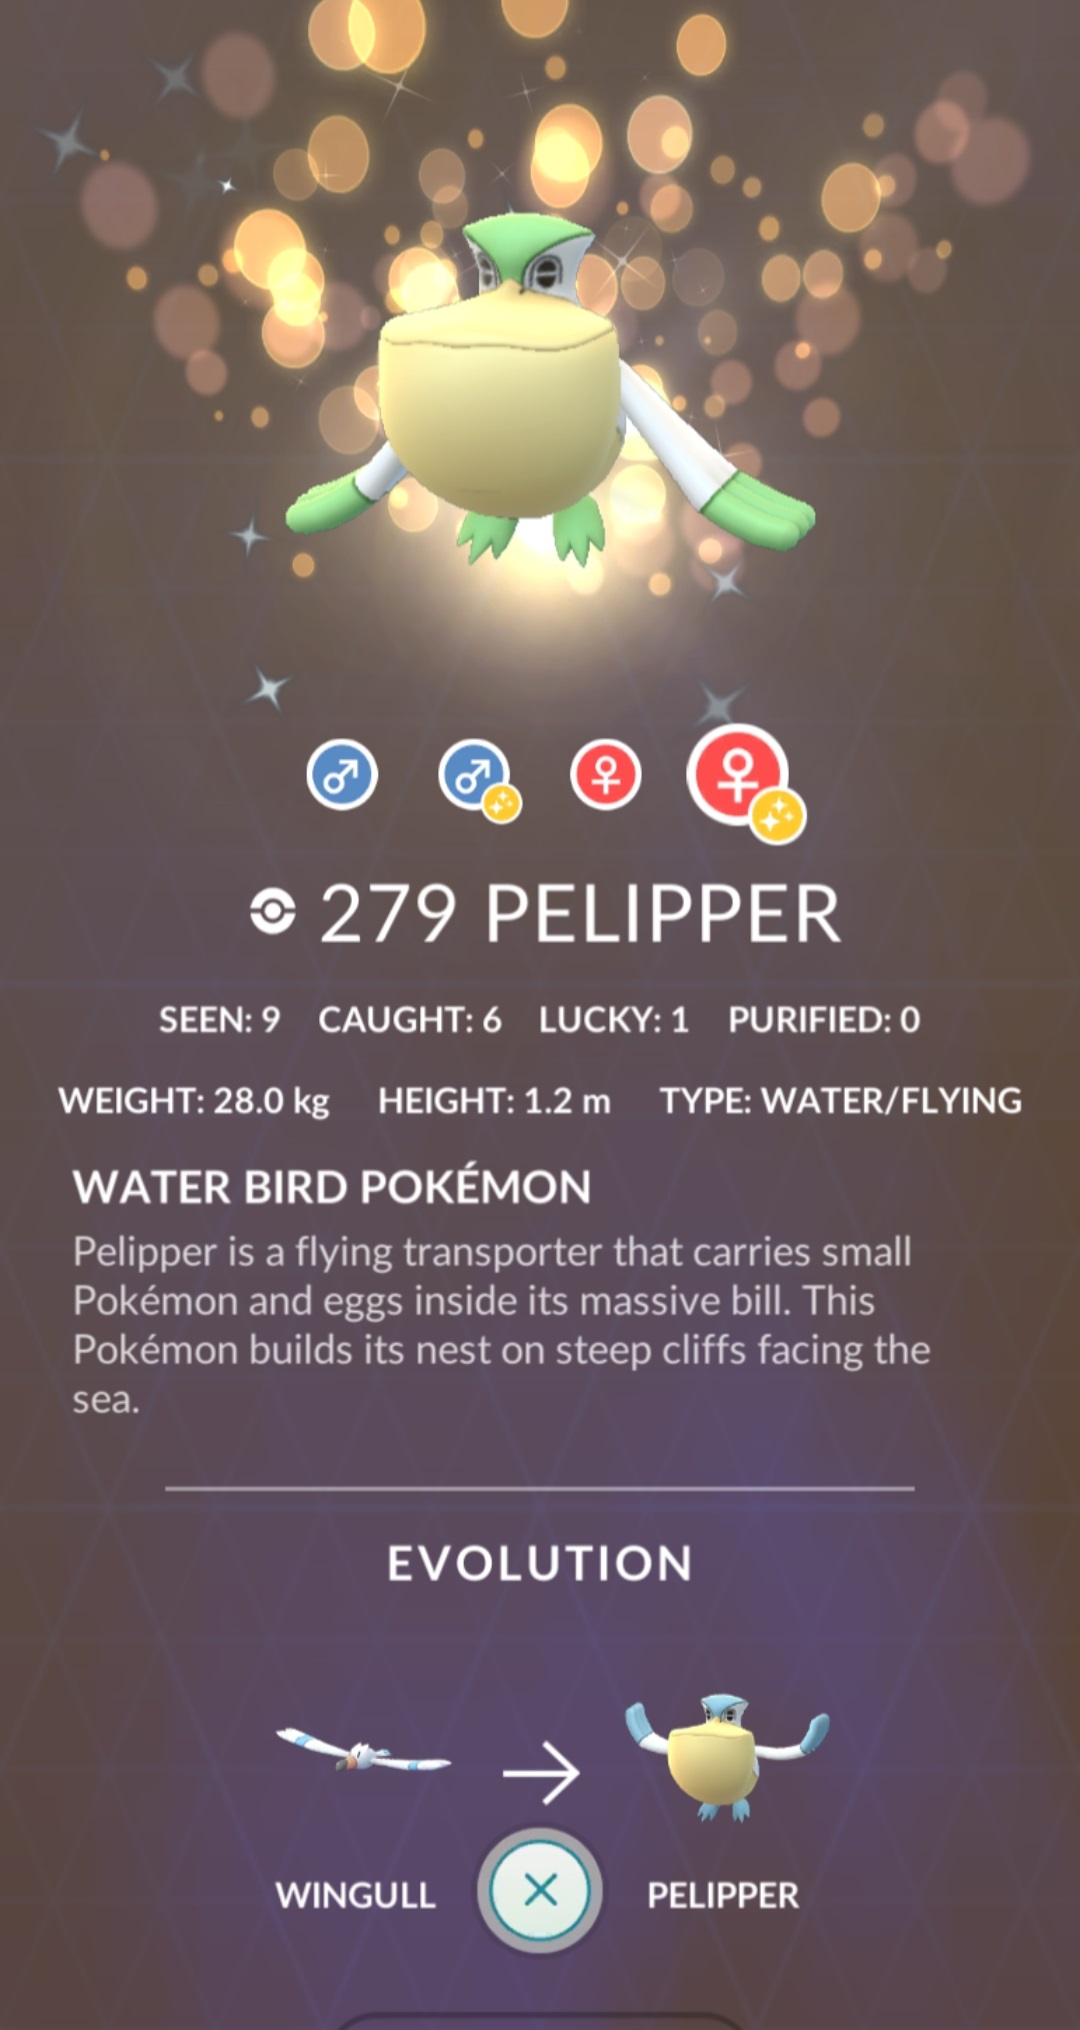 279 PELIPPER
SEEN: 9 CAUGHT: 6 LUCKY: 1 PURIFIED: 0
WEIGHT: 28.0 kg HEIGHT: 1.2 m TYPE: WATER/FLYING
WATER BIRD POKÉMON
Pelipper is a flying transporter that carries small
Pokémon and eggs inside its massive bill. This
Pokémon builds its nest on steep cliffs facing the
sea.
EVOLUTION
WINGULL PELIPPER